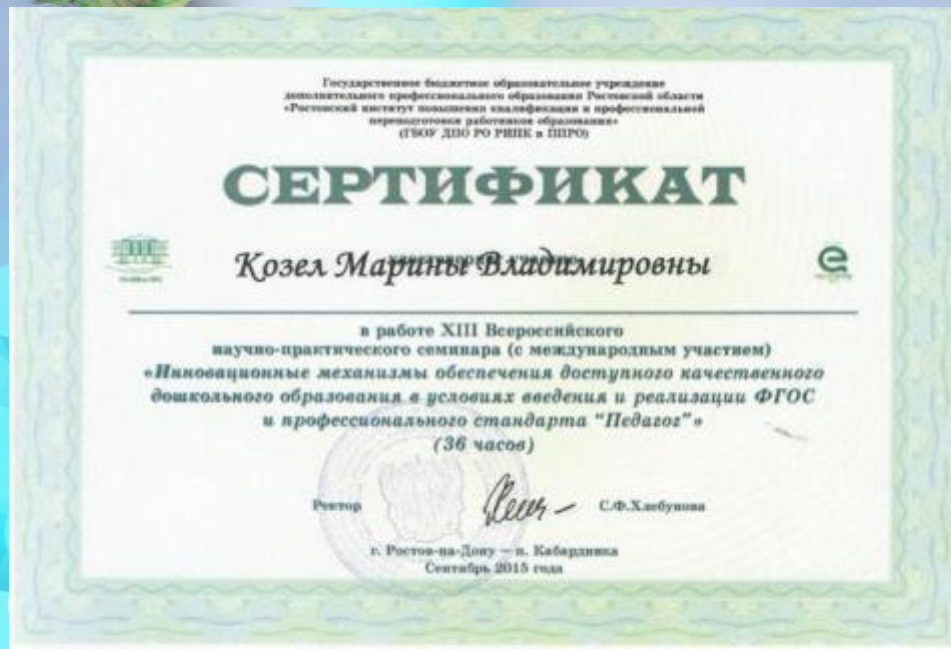 Государственное бюджетное образовательное учреждение
дополнительного профессионального образования Ростовской области
«Ростовский институт повышения квалификации и профессиональной
переподготовки работников образования»
(ГБОУ ДПО РО РИПК и ППРО)
СЕРТИФИКАТ
Козел Марины Владимировны
в работе XIII Всероссийского
научно-практического семинара (с международным участием)
«Инновационные механизмы обеспечения доступного качественного
дошкольного образования в условиях введения и реализации ФГОС
и профессионального стандарта "Педагог"»
(36 часов)
Ректор
С.Ф.Хлебунова
г. Ростов-на-Дону — п. Кабардинка
Сентябрь 2015 года